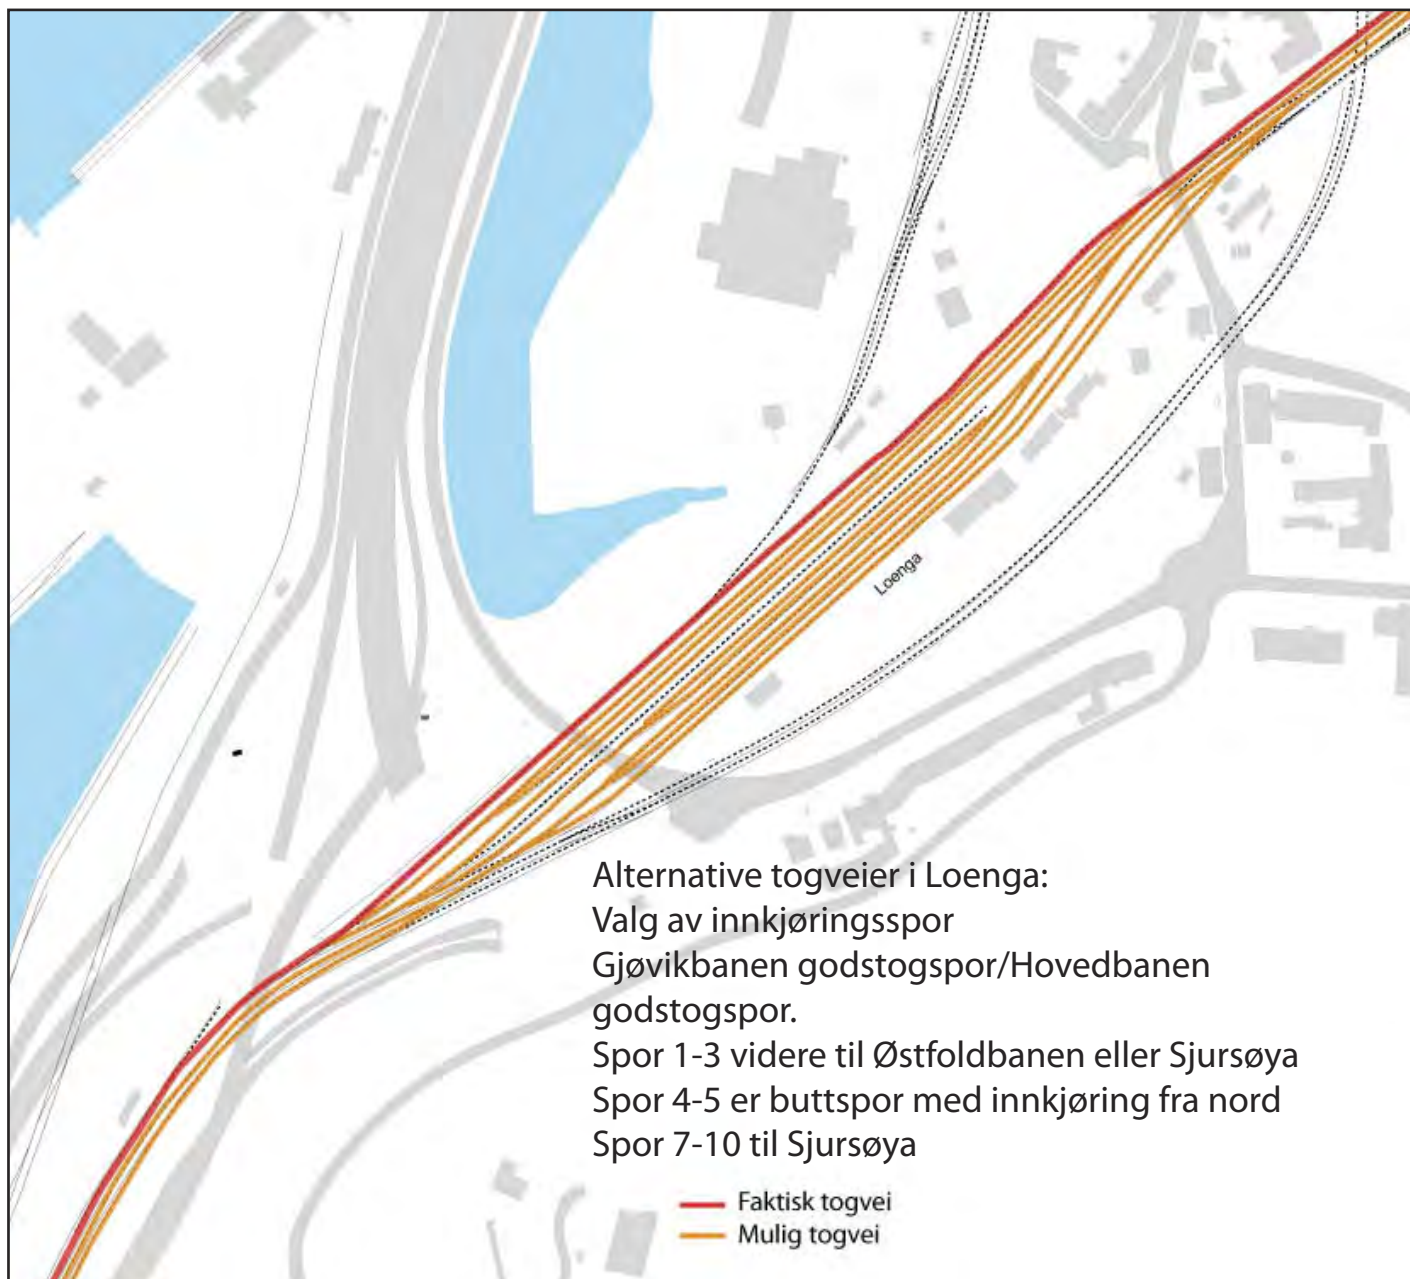 Loenga
Alternative togveier i Loenga:
Valg av innkjøringsspor
Gjøvikbanen godstogspor/Hovedbanen
godstogspor.
Spor 1-3 videre til Østfoldbanen eller Sjursøya
Spor 4-5 er buttspor med innkjøring fra nord
Spor 7-10 til Sjursøya
Faktisk togvei
Mulig togvei